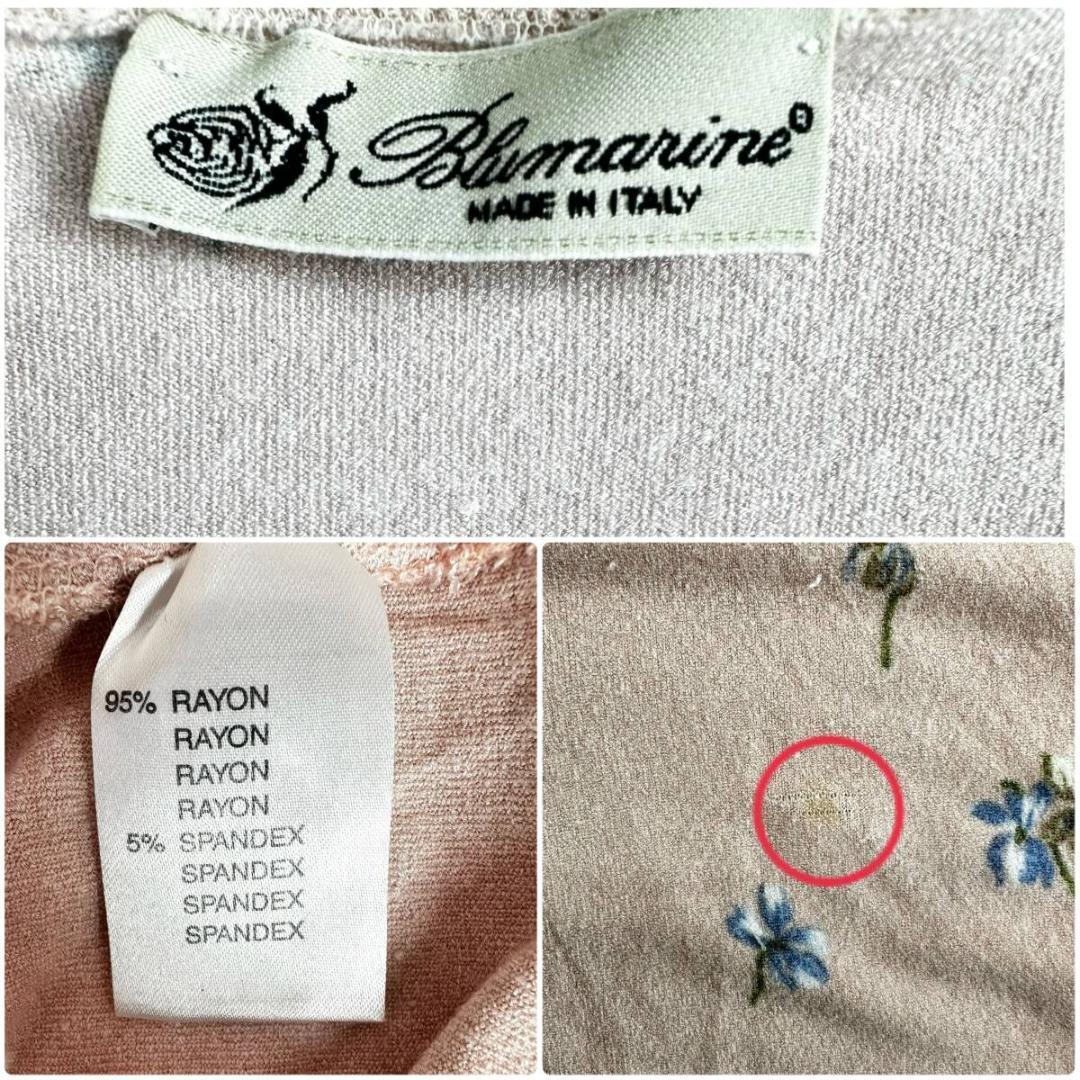 Blumarine®
MADE IN ITALY
95% RAYON
RAYON
RAYON
RAYON
5% SPANDEX
SPANDEX
SPANDEX
SPANDEX